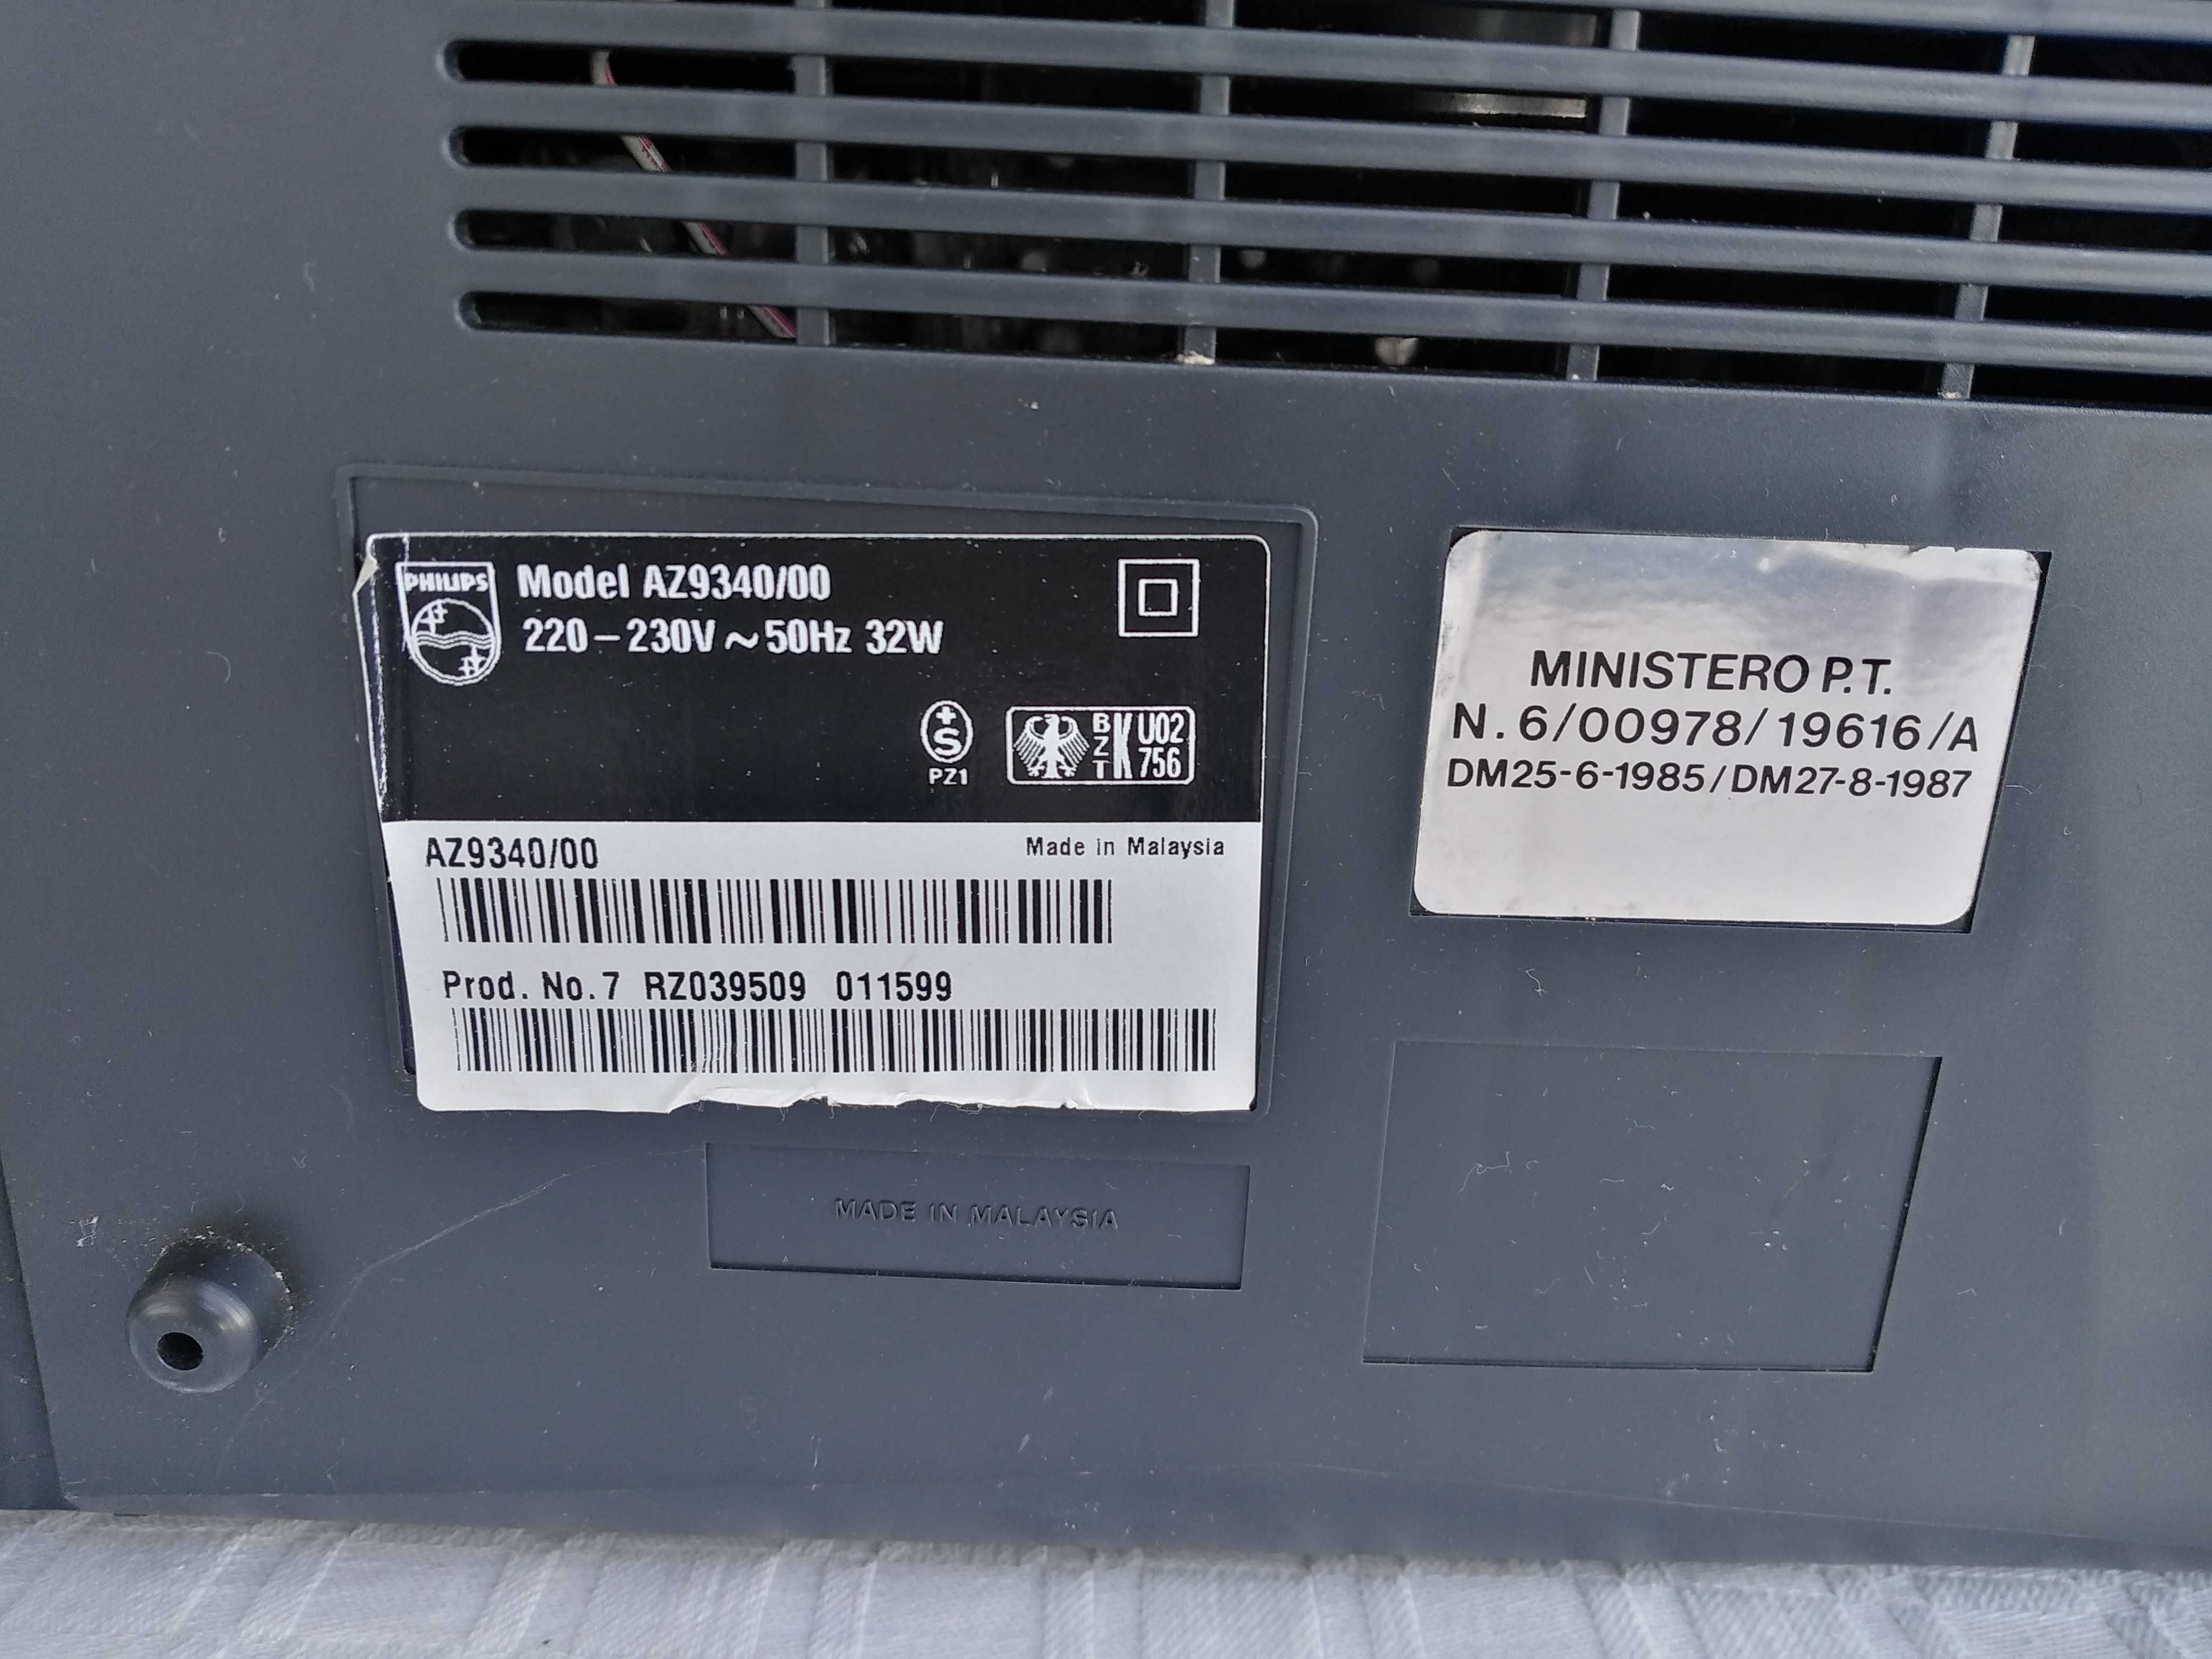 PHILIPS
Model AZ9340/00
220–230V ~ 50Hz 32W
+
S
PZ1
BZT
K
U02
756
AZ9340/00
Made in Malaysia
Prod. No. 7 RZ039509 011599
MADE IN MALAYSIA
MINISTERO P.T.
N. 6/00978/19616/A
DM25-6-1985/DM27-8-1987